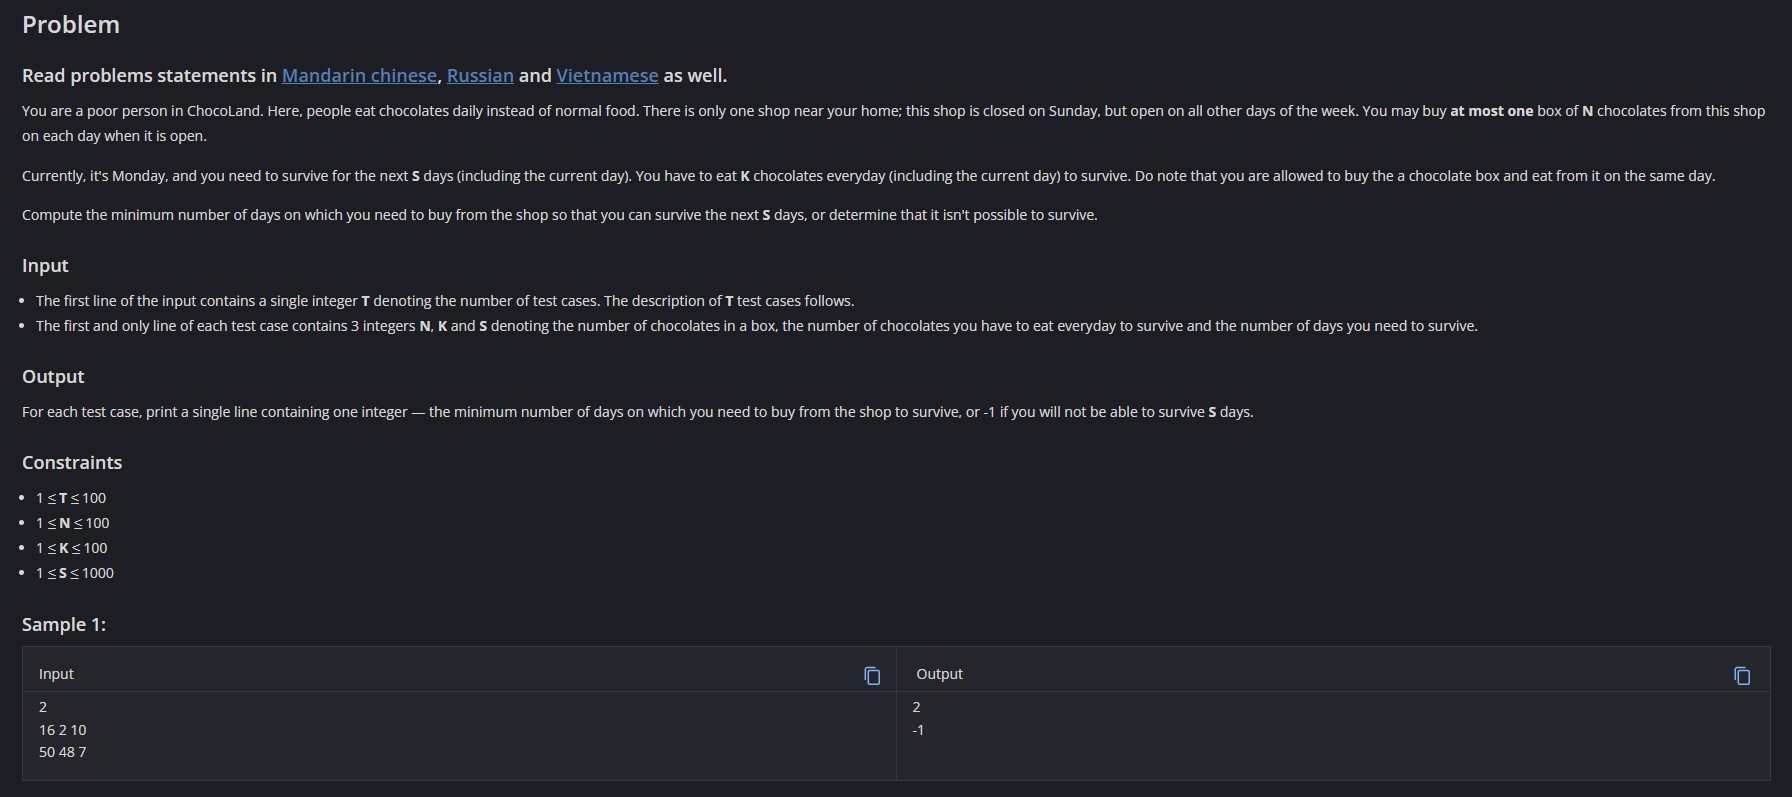 Problem
Read problems statements in Mandarin chinese, Russian and Vietnamese as well.
You are a poor person in ChocoLand. Here, people eat chocolates daily instead of normal food. There is only one shop near your home; this shop is closed on Sunday, but open on all other days of the week. You may buy at most one box of N chocolates from this shop
on each day when it is open.
Currently, it's Monday, and you need to survive for the next S days (including the current day). You have to eat K chocolates everyday (including the current day) to survive. Do note that you are allowed to buy the a chocolate box and eat from it on the same day.
Compute the minimum number of days on which you need to buy from the shop so that you can survive the next S days, or determine that it isn't possible to survive.
Input
• The first line of the input contains a single integer T denoting the number of test cases. The description of T test cases follows.
• The first and only line of each test case contains 3 integers N, K and S denoting the number of chocolates in a box, the number of chocolates you have to eat everyday to survive and the number of days you need to survive.
Output
For each test case, print a single line containing one integer — the minimum number of days on which you need to buy from the shop to survive, or -1 if you will not be able to survive S days.
Constraints
• 1 ≤ T ≤ 100
• 1 ≤ N ≤ 100
• 1 ≤ K ≤ 100
• 1 ≤ S ≤ 1000
Sample 1:
Input
Output
2
16 2 10
50 48 7
2
-1